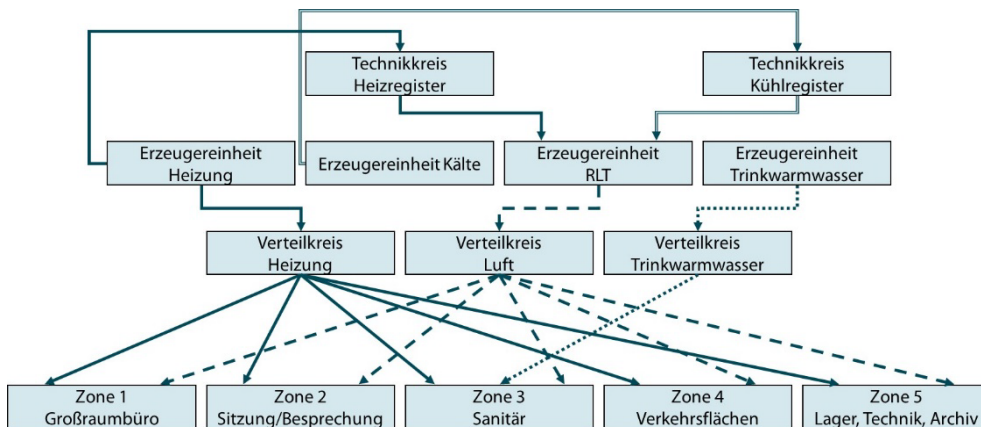 Technikkreis
Heizregister
Technikkreis
Kühlregister
Erzeugereinheit
Heizung
Erzeugereinheit Kälte
Erzeugereinheit
RLT
Erzeugereinheit
Trinkwarmwasser
Verteilkreis
Heizung
Verteilkreis
Luft
Verteilkreis
Trinkwarmwasser
Zone 1
Großraumbüro
Zone 2
Sitzung/Besprechung
Zone 3
Sanitär
Zone 4
Verkehrsflächen
Zone 5
Lager, Technik, Archiv